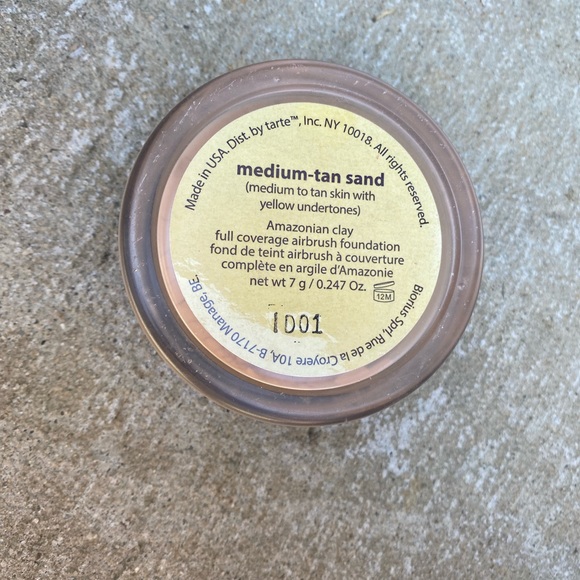 Made in USA. Dist. by tarte™, Inc. NY 10018. All rights reserved.
medium-tan sand
(medium to tan skin with
yellow undertones)
Amazonian clay
full coverage airbrush foundation
fond de teint airbrush à couverture
complète en argile d'Amazonie
net wt 7 g / 0.247 Oz.
12M
1D01
Biorius Sprl, Rue de la Croyere 10A, B-7170 Manage, BE.